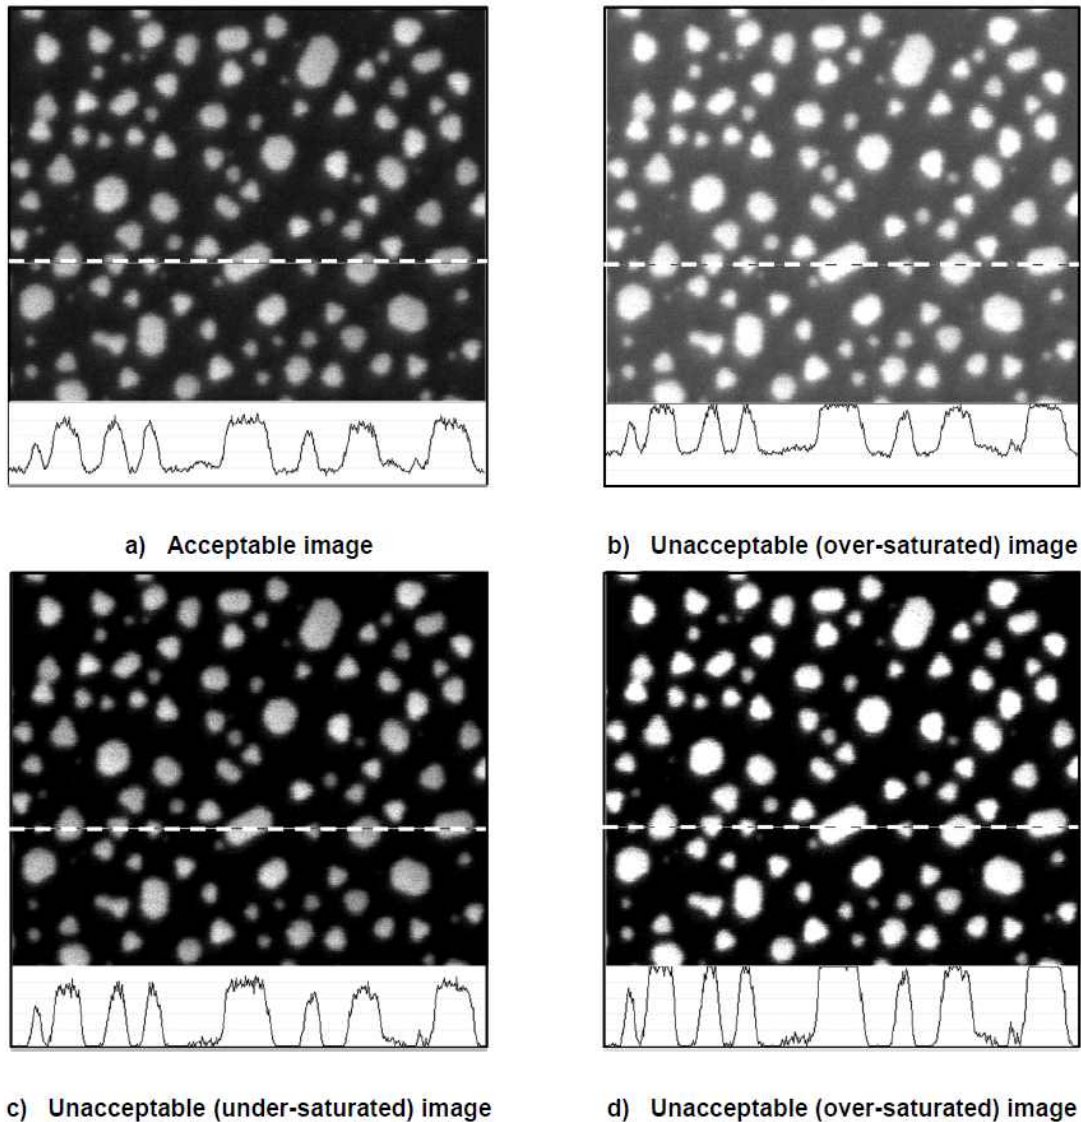 a) Acceptable image
b) Unacceptable (over-saturated) image
c) Unacceptable (under-saturated) image
d) Unacceptable (over-saturated) image